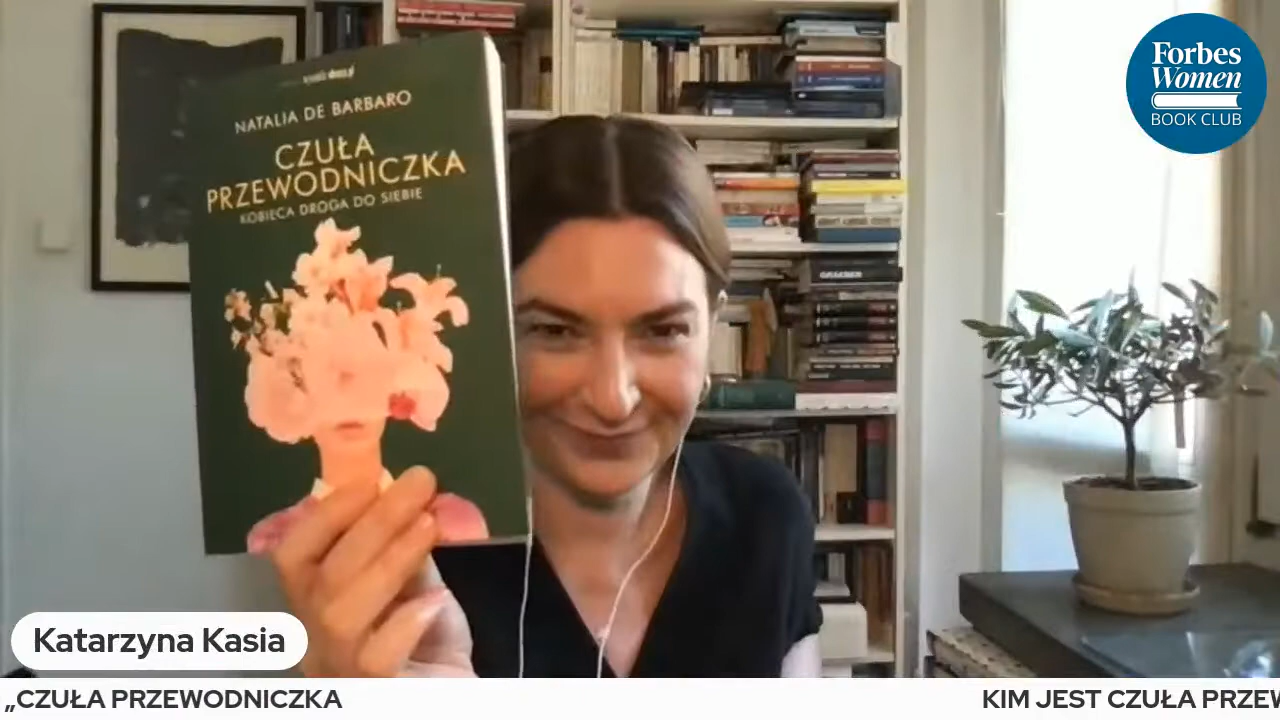 NATALIA DE BARBARO
CZUŁA
PRZEWODNICZKA
KOBIECA DROGA DO SIEBIE
Forbes
Women
BOOK CLUB
Katarzyna Kasia
„CZUŁA PRZEWODNICZKA
KIM JEST CZUŁA PRZEW